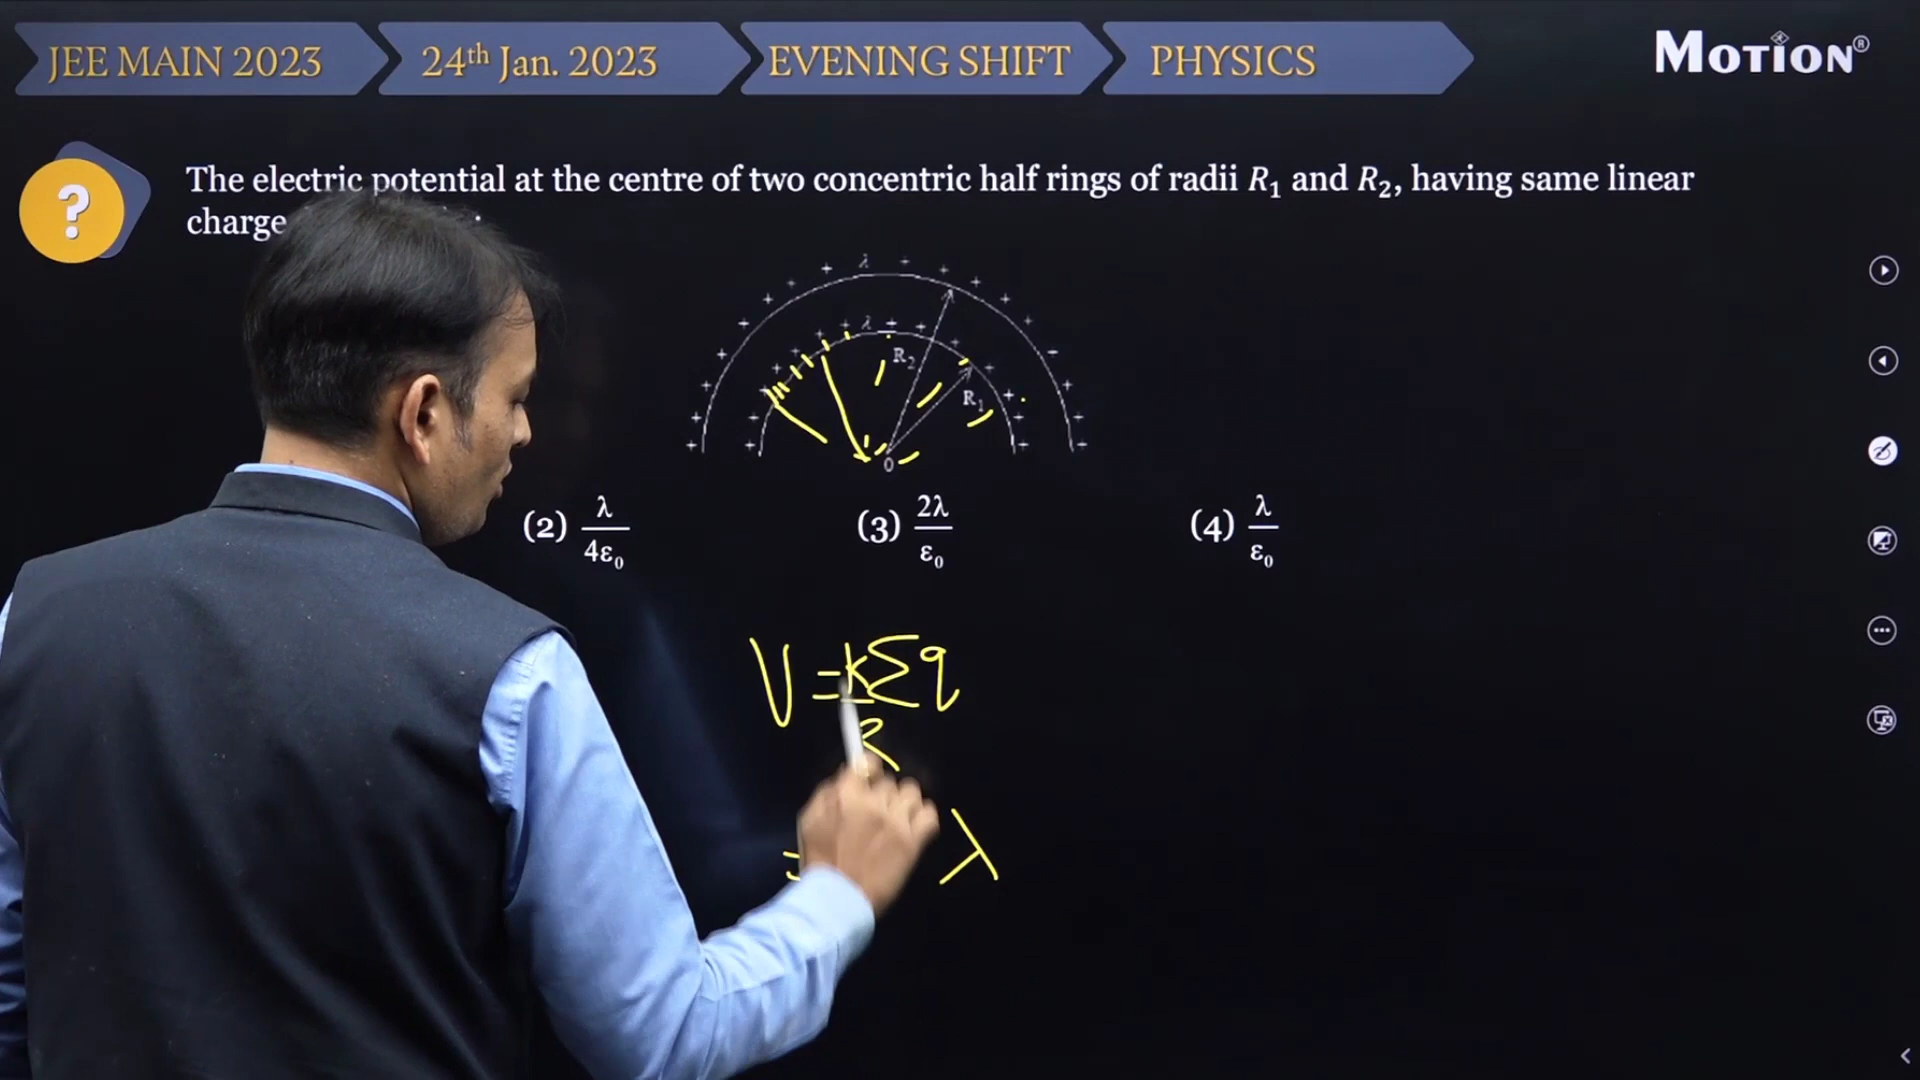 JEE MAIN 2023 24th Jan. 2023 EVENING SHIFT PHYSICS MOTION®
? The electric potential at the centre of two concentric half rings of radii R₁ and R₂, having same linear
charge
λ
λ
R₂
R₁
0
(2) λ/4ε₀ (3) 2λ/ε₀ (4) λ/ε₀
V = kΣq
R
= λ